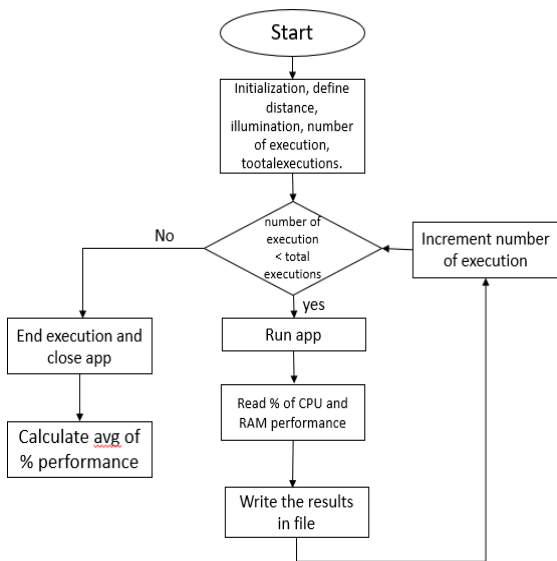 Start
Initialization, define
distance,
illumination, number
of execution,
tootalexecutions.
number of
execution
< total
executions
No
yes
Increment number
of execution
End execution and
close app
Run app
Calculate avg of
% performance
Read % of CPU and
RAM performance
Write the results
in file